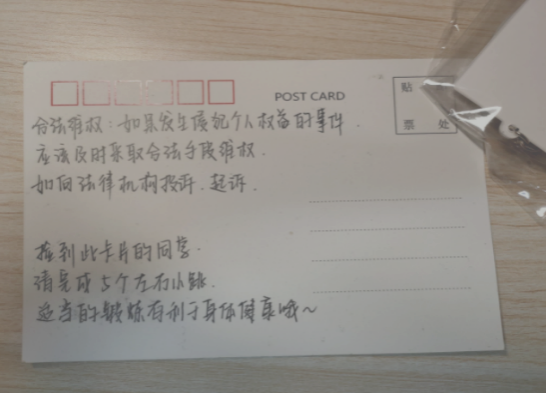 POST CARD
贴
票 处
合法维权：如果发生侵犯个人权益的事件.
应该及时采取合法手段维权.
如向法律机构投诉.起诉.
抽到此卡片的同学.
请完成5个左右小跳.
适当的锻炼有利于身体健康哦～